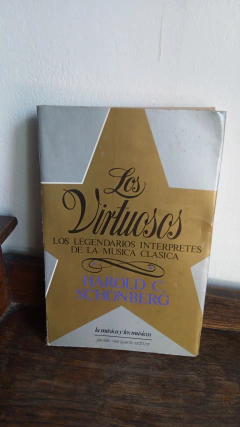 Los
Virtuosos
LOS LEGENDARIOS INTERPRETES
DE LA MUSICA CLASICA
HAROLD C.
SCHONBERG
la música y los músicos
javier vergara editor